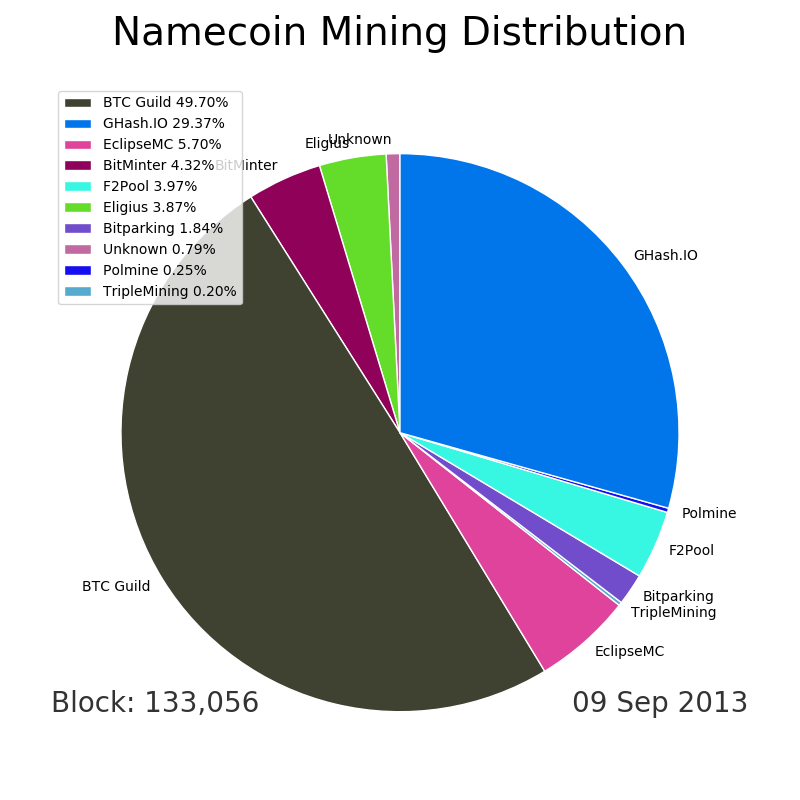 Namecoin Mining Distribution
BTC Guild 49.70%
GHash.IO 29.37%
EclipseMC 5.70%
BitMinter 4.32%
F2Pool 3.97%
Eligius 3.87%
Bitparking 1.84%
Unknown 0.79%
Polmine 0.25%
TripleMining 0.20%
Unknown
Eligius
BitMinter
GHash.IO
Polmine
F2Pool
Bitparking
TripleMining
EclipseMC
BTC Guild
Block: 133,056
09 Sep 2013